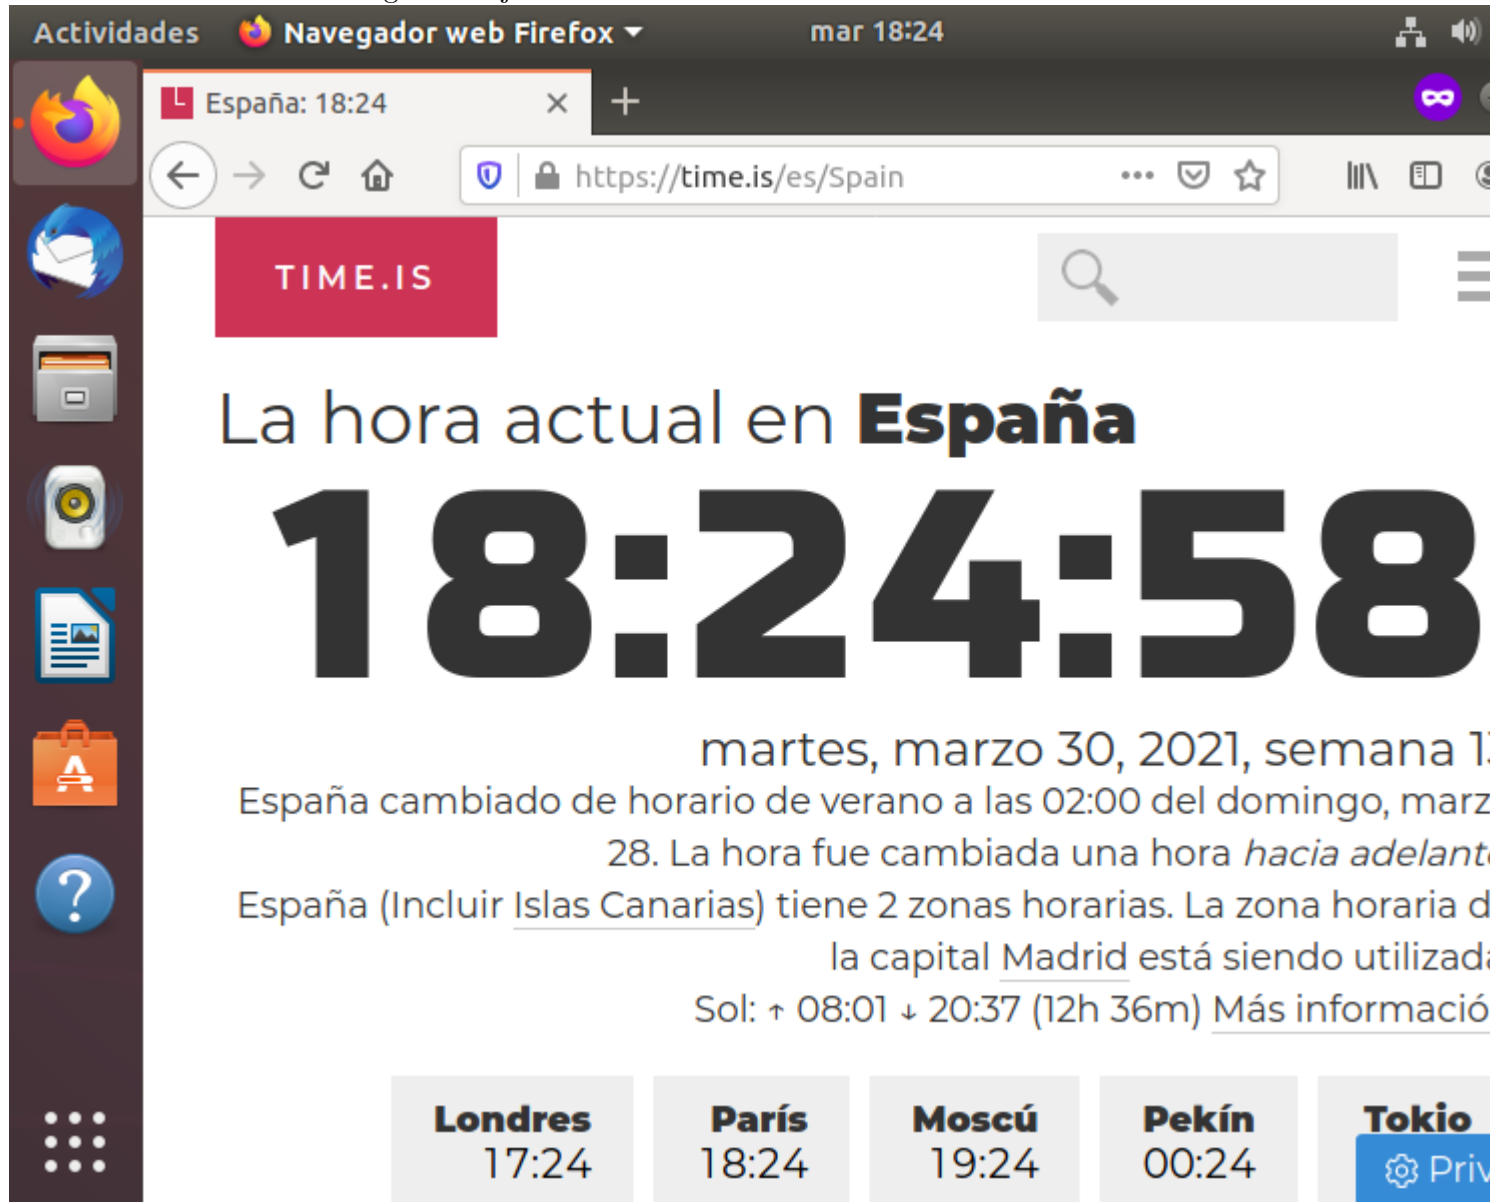 Actividades Navegador web Firefox mar 18:24
España: 18:24
https://time.is/es/Spain
TIME.IS
La hora actual en España
18:24:58
martes, marzo 30, 2021, semana 13
España cambiado de horario de verano a las 02:00 del domingo,
28. La hora fue cambiada una hora hacia
España (Incluir Islas Canarias) tiene 2 zonas horarias. La zona horaria
la capital Madrid está siendo
Sol: ↑ 08:01 ↓ 20:37 (12h 36m) Más
Londres París Moscú Pekín Tokio
17:24 18:24 19:24 00:24